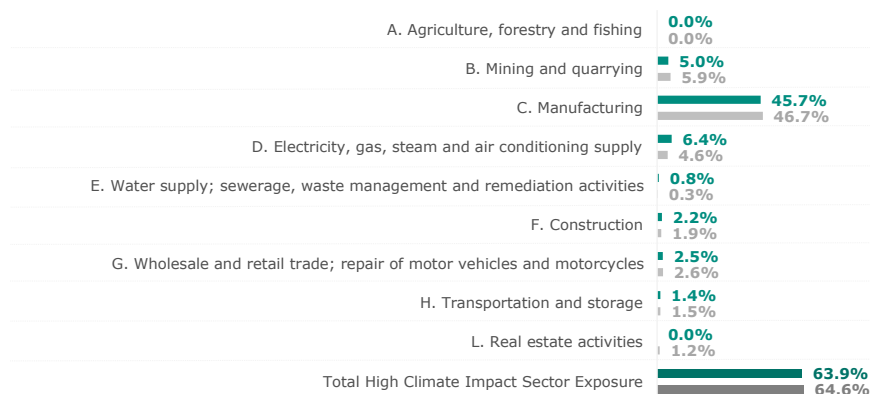 A. Agriculture, forestry and fishing
0.0%
0.0%
B. Mining and quarrying
5.0%
5.9%
C. Manufacturing
45.7%
46.7%
D. Electricity, gas, steam and air conditioning supply
6.4%
4.6%
E. Water supply; sewerage, waste management and remediation activities
0.8%
0.3%
F. Construction
2.2%
1.9%
G. Wholesale and retail trade; repair of motor vehicles and motorcycles
2.5%
2.6%
H. Transportation and storage
1.4%
1.5%
L. Real estate activities
0.0%
1.2%
Total High Climate Impact Sector Exposure
63.9%
64.6%